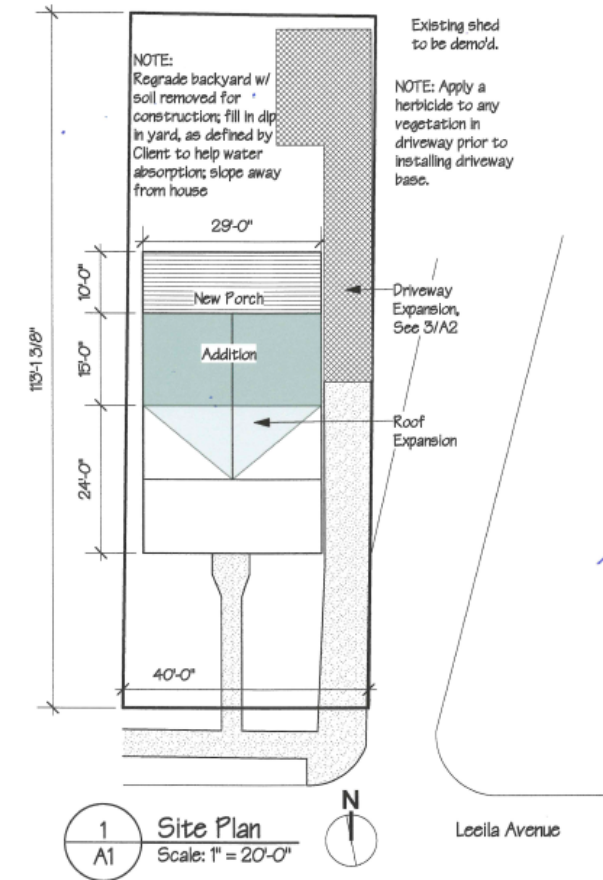 Existing shed
to be demo'd.
NOTE:
Regrade backyard w/
soil removed for
construction; fill in dip
in yard, as defined by
Client to help water
absorption; slope away
from house
NOTE: Apply a
herbicide to any
vegetation in
driveway prior to
installing driveway
base.
29'-0"
10'-0"
New Porch
Driveway
Expansion,
See 3/A2
113'-1 3/8"
15'-0"
Addition
Roof
Expansion
24'-0"
40'-0"
N
1
A1
Site Plan
Scale: 1" = 20'-0"
Leeila Avenue